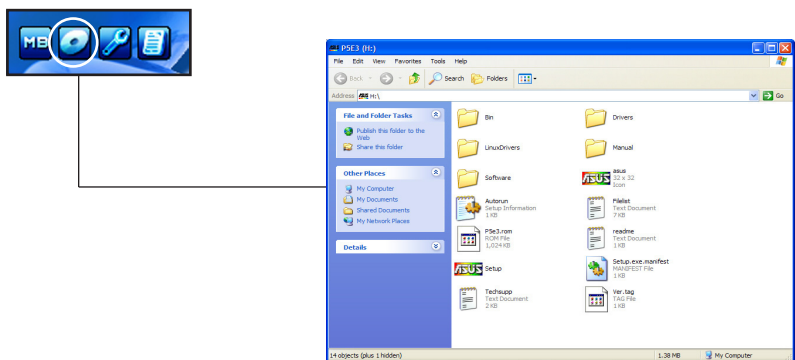 MB
P5E3 (H:)
File Edit View Favorites Tools Help
Back Search Folders
Address H:\ Go
File and Folder Tasks
Publish this folder to the
Web
Share this folder
Other Places
My Computer
My Documents
Shared Documents
My Network Places
Details
Bin
Drivers
LinuxDrivers
Manual
Software
ASUS
asus
32 x 32
Icon
Autorun
Setup Information
1 KB
Filelist
Text Document
7 KB
P5e3.rom
ROM File
1,024 KB
readme
Text Document
1 KB
ASUS
Setup
Setup.exe.manifest
MANIFEST File
1 KB
Techsupp
Text Document
2 KB
Ver.tag
TAG File
1 KB
14 objects (plus 1 hidden) 1.38 MB My Computer